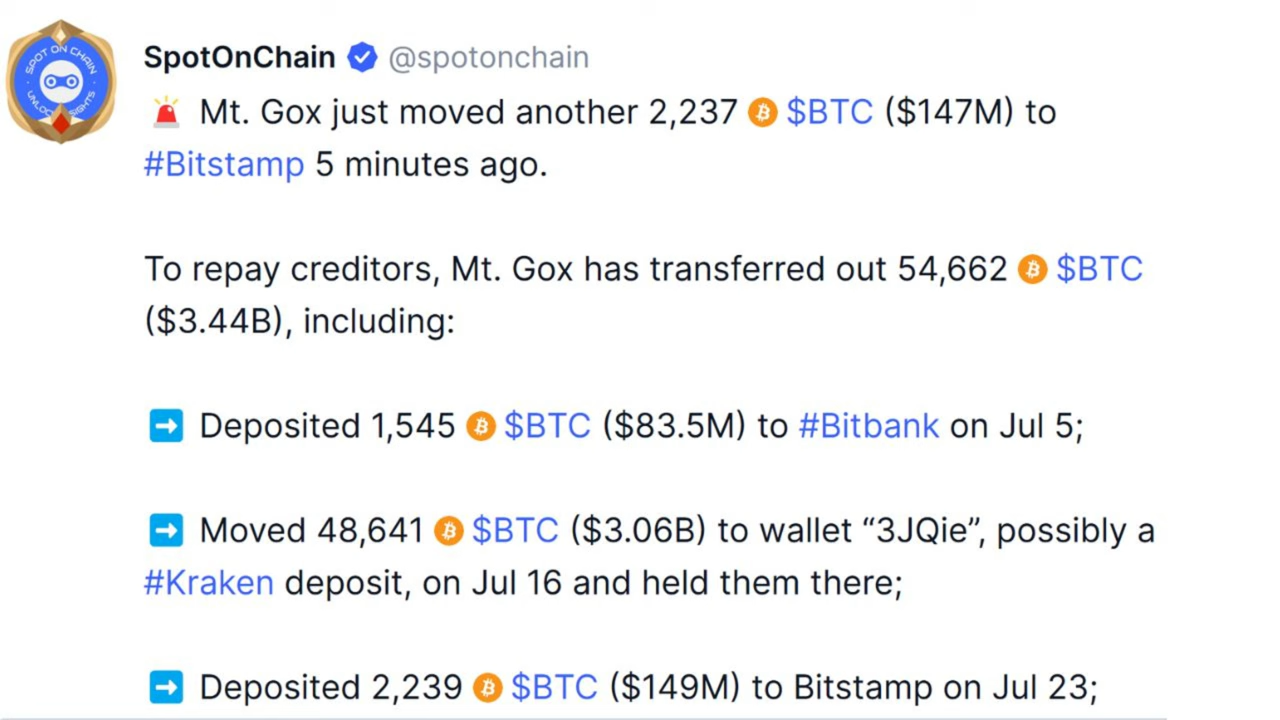 SPOT ON CHAIN
SpotOnChain @spotonchain
🚨 Mt. Gox just moved another 2,237 $BTC ($147M) to
#Bitstamp 5 minutes ago.
To repay creditors, Mt. Gox has transferred out 54,662 $BTC
($3.44B), including:
➡️ Deposited 1,545 $BTC ($83.5M) to #Bitbank on Jul 5;
➡️ Moved 48,641 $BTC ($3.06B) to wallet “3JQie”, possibly a
#Kraken deposit, on Jul 16 and held them there;
➡️ Deposited 2,239 $BTC ($149M) to Bitstamp on Jul 23;